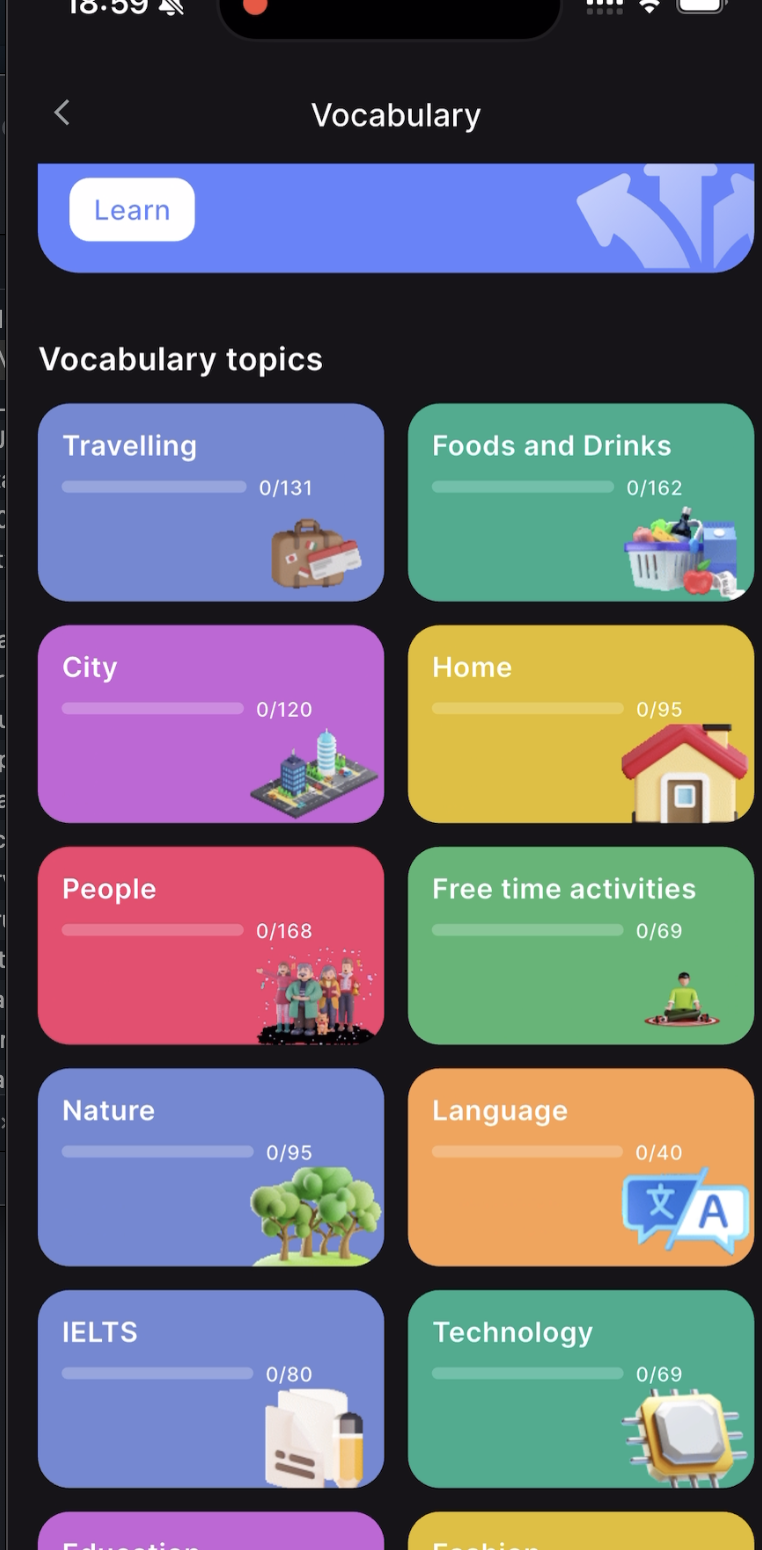 18:59
Vocabulary
Learn
Vocabulary topics
Travelling
0/131
Foods and Drinks
0/162
City
0/120
Home
0/95
People
0/168
Free time activities
0/69
Nature
0/95
Language
0/40
文 A
IELTS
0/80
Technology
0/69
Education
Fashion